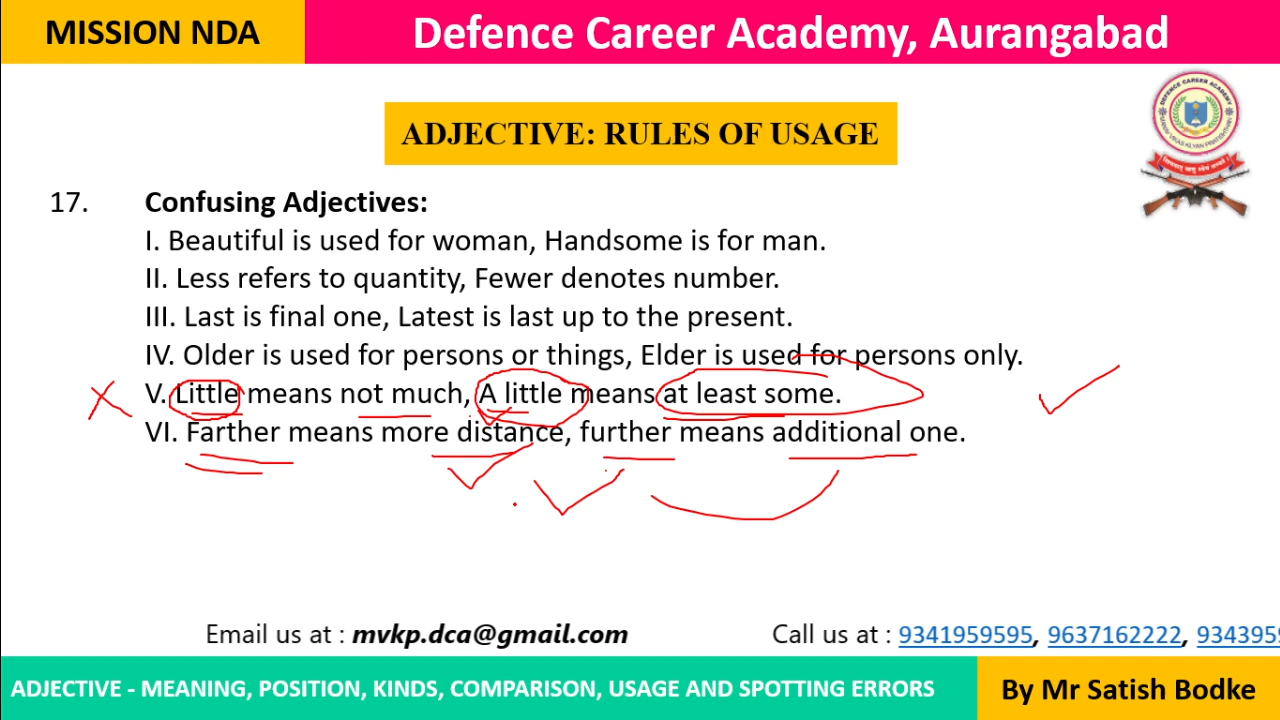 MISSION NDA
Defence Career Academy, Aurangabad
DEFENCE CAREER ACADEMY
ADJECTIVE: RULES OF USAGE
17. Confusing Adjectives:
I. Beautiful is used for woman, Handsome is for man.
II. Less refers to quantity, Fewer denotes number.
III. Last is final one, Latest is last up to the present.
IV. Older is used for persons or things, Elder is used for persons only.
V. Little means not much, A little means at least some.
VI. Farther means more distance, further means additional one.
Email us at : mvkp.dca@gmail.com Call us at : 9341959595, 9637162222, 934395
ADJECTIVE - MEANING, POSITION, KINDS, COMPARISON, USAGE AND SPOTTING ERRORS
By Mr Satish Bodke